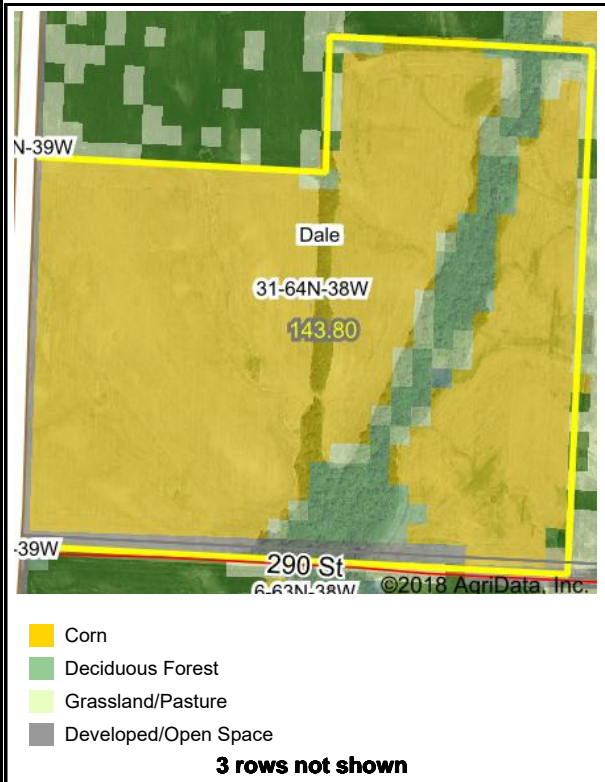 N-39W
Dale
31-64N-38W
143.80
-39W
290 St
6-63N-38W
©2018 AgriData, Inc.
Corn
Deciduous Forest
Grassland/Pasture
Developed/Open Space
3 rows not shown